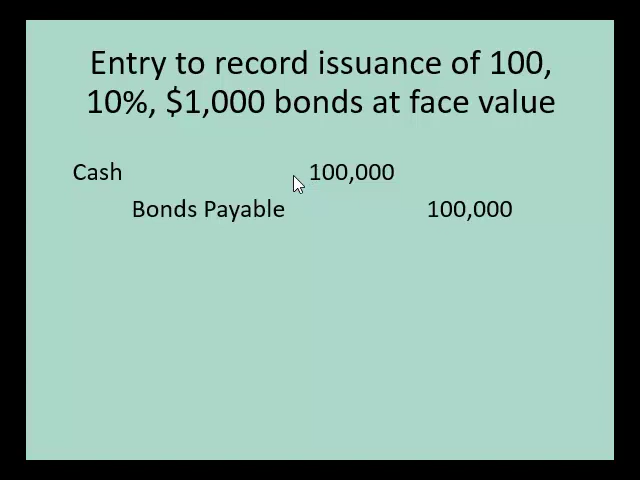 Entry to record issuance of 100,
10%, $1,000 bonds at face value
Cash 100,000
Bonds Payable 100,000